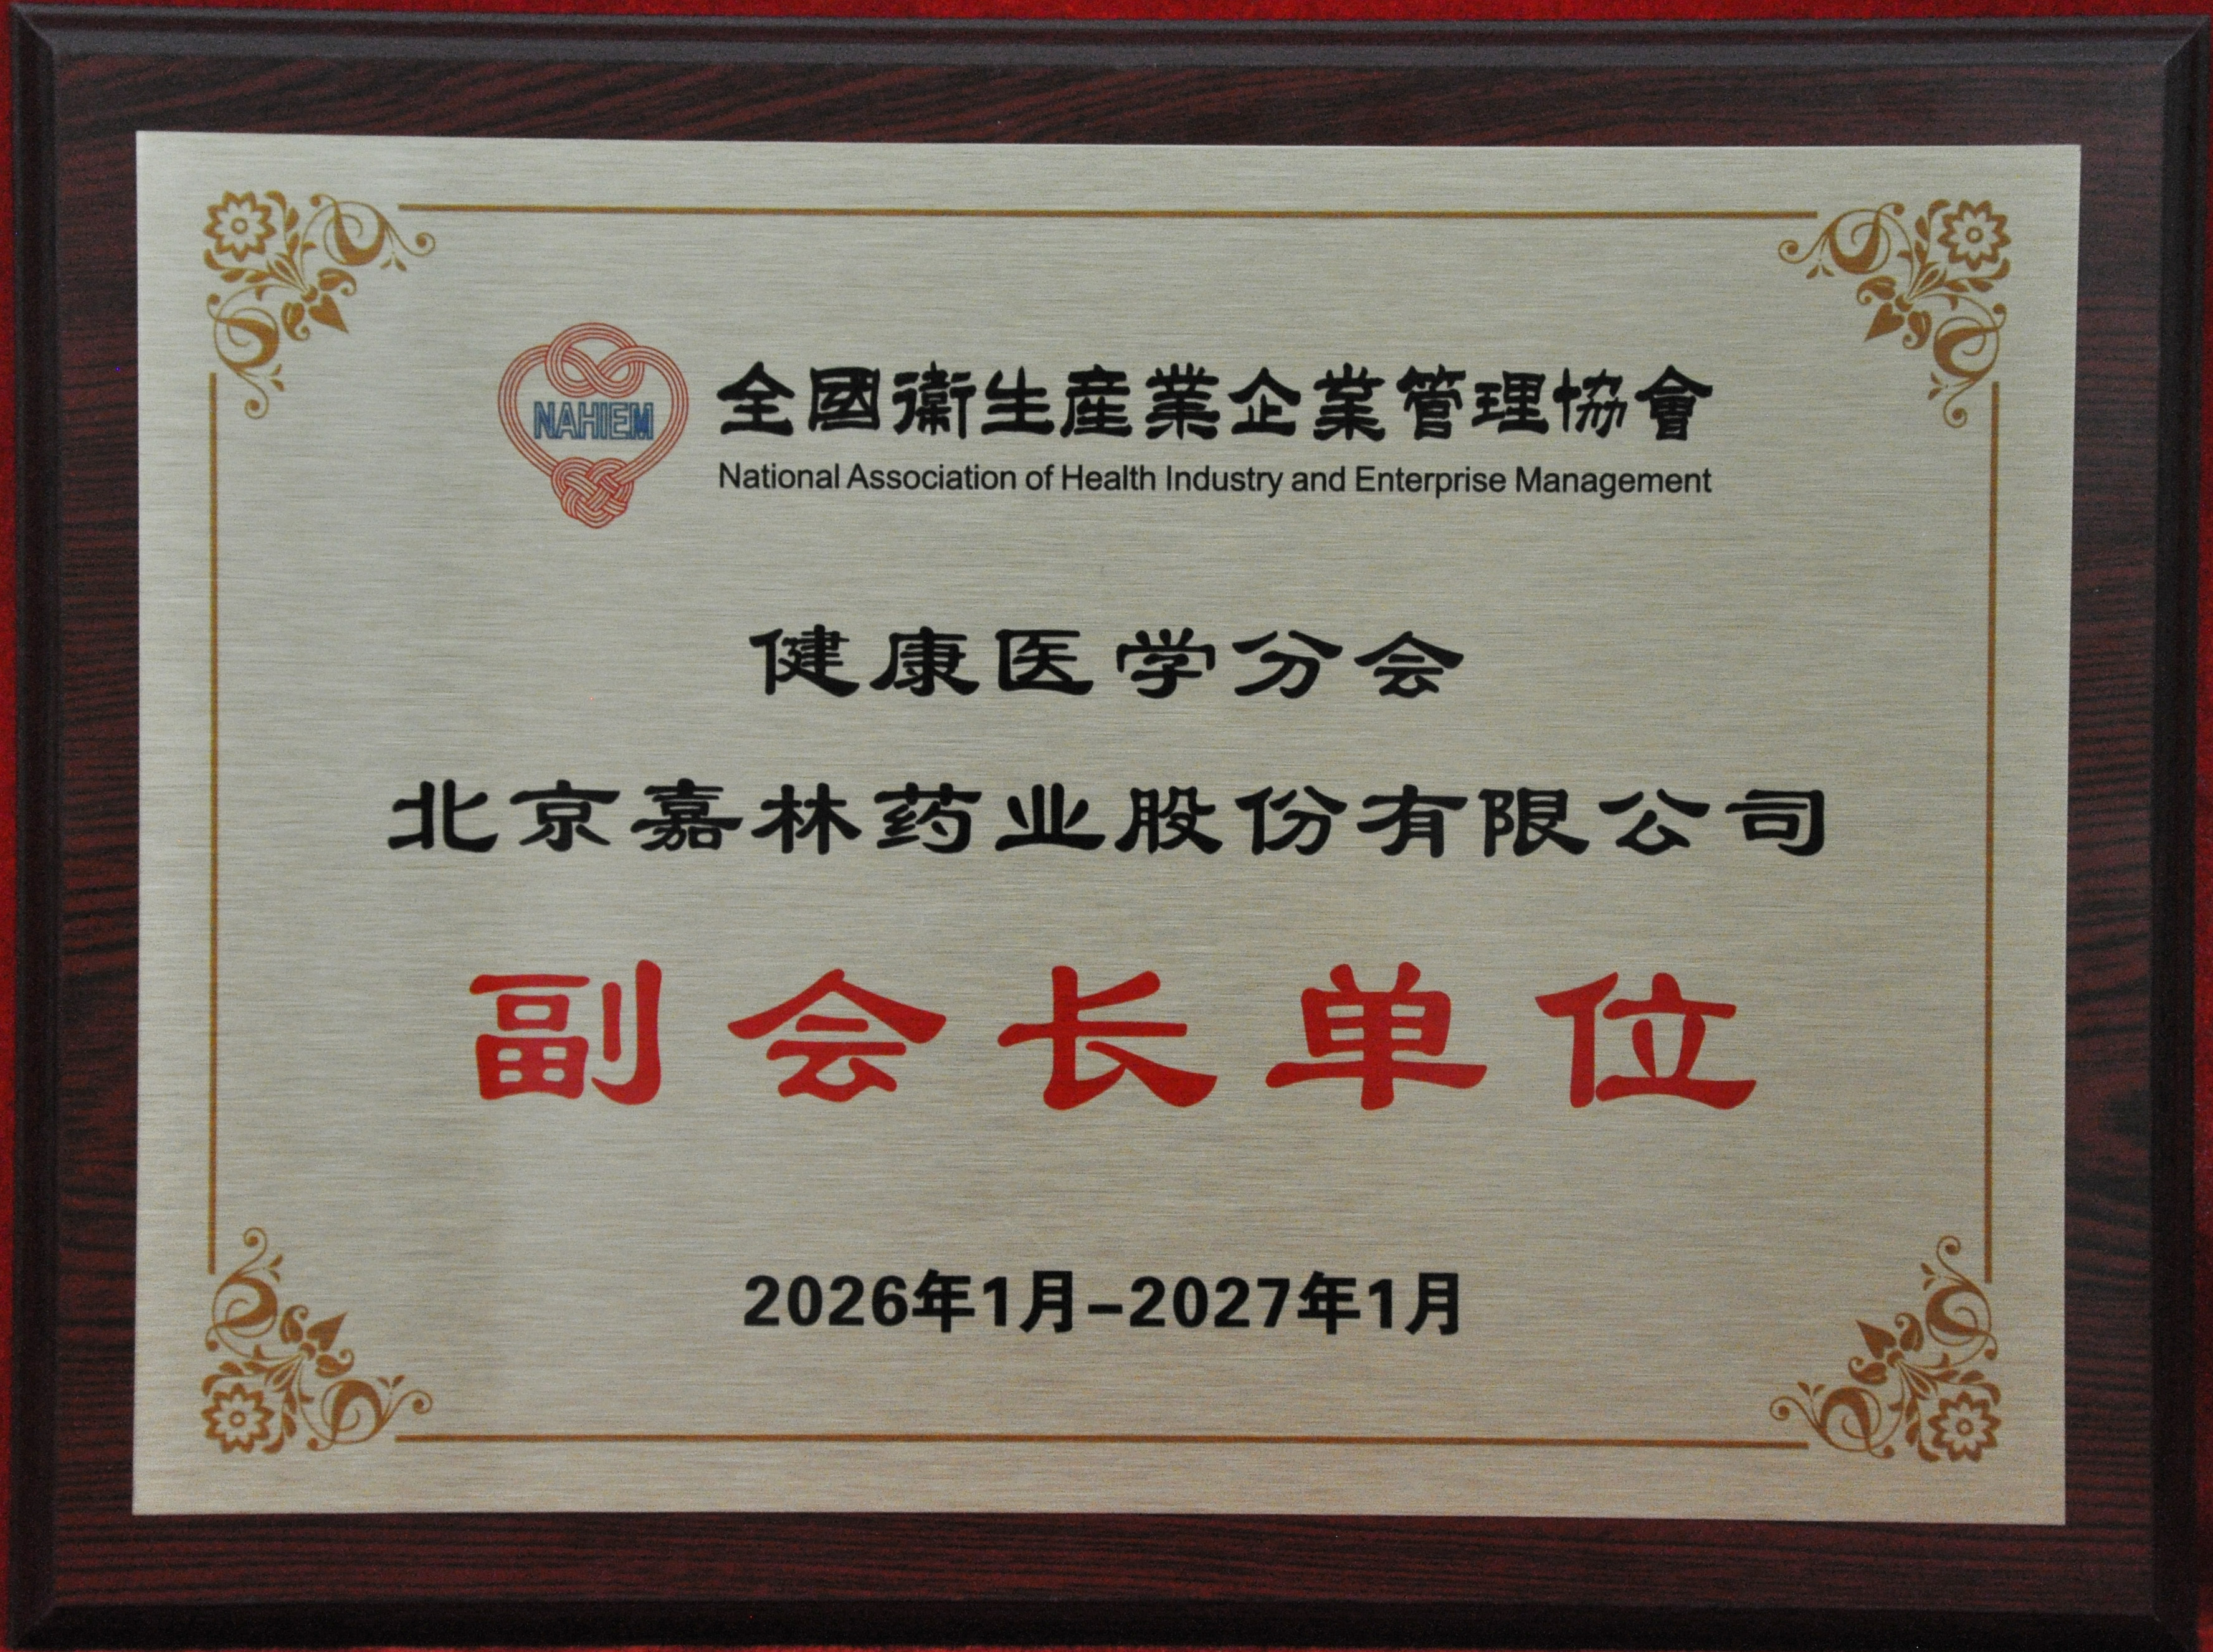 NAHIEM
全國衛生産業企業管理協會
National Association of Health Industry and Enterprise Management
健康医学分会
北京嘉林药业股份有限公司
副会长单位
2026年1月-2027年1月